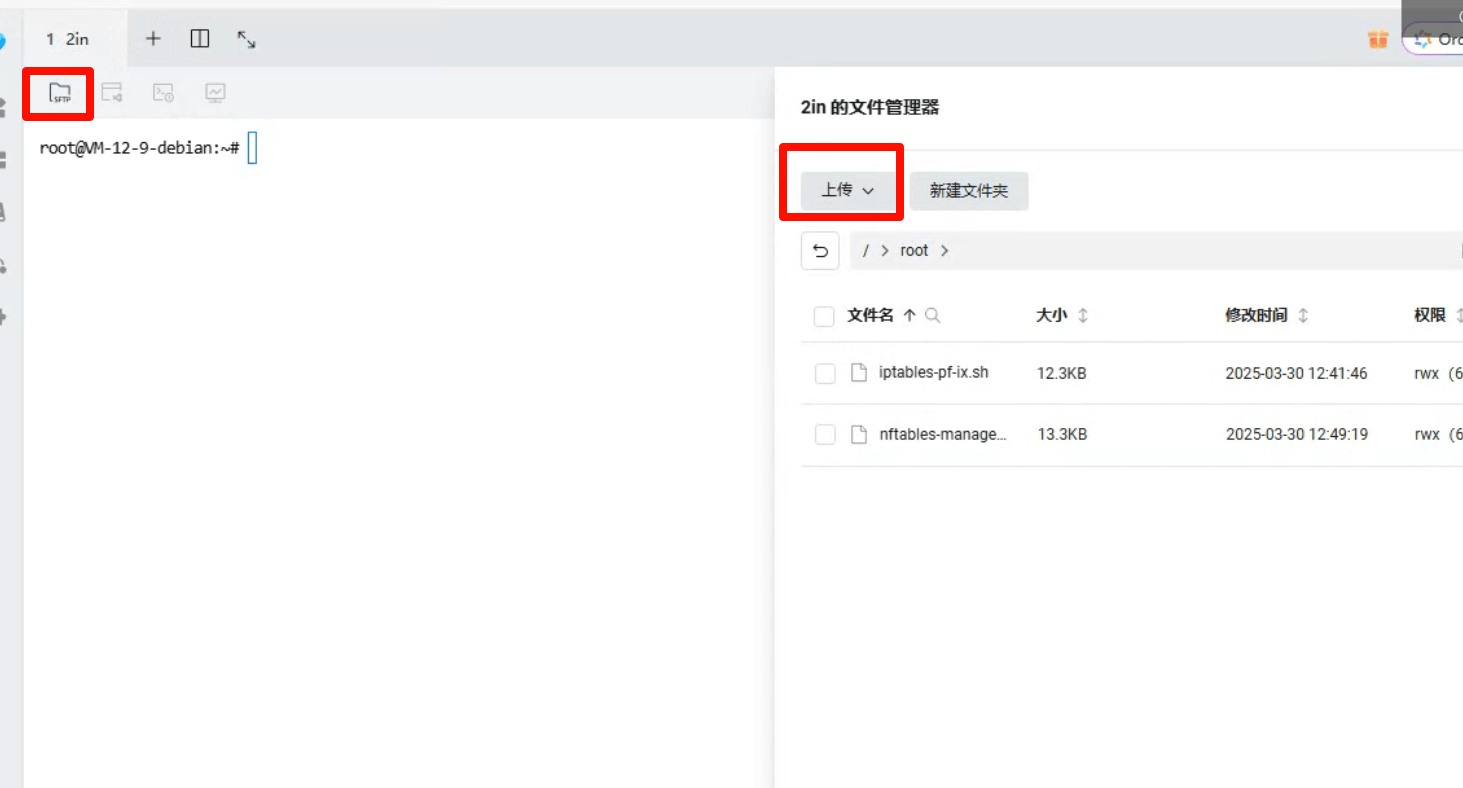 1 2in
SFTP
root@VM-12-9-debian:~#
2in 的文件管理器
上传
新建文件夹
/ > root >
文件名 大小 修改时间 权限
iptables-pf-ix.sh 12.3KB 2025-03-30 12:41:46 rwx (6
nftables-manage... 13.3KB 2025-03-30 12:49:19 rwx (6